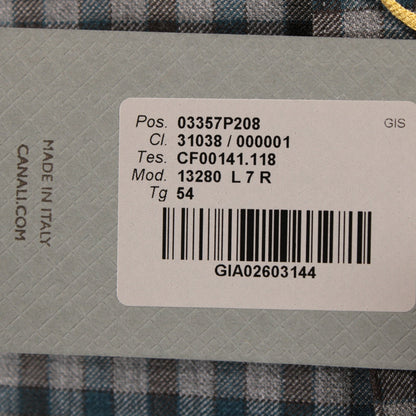 MADE IN ITALY
CANALI.COM
GIS
Pos. 03357P208
Cl. 31038 / 000001
Tes. CF00141.118
Mod. 13280 L 7 R
Tg 54
GIA02603144